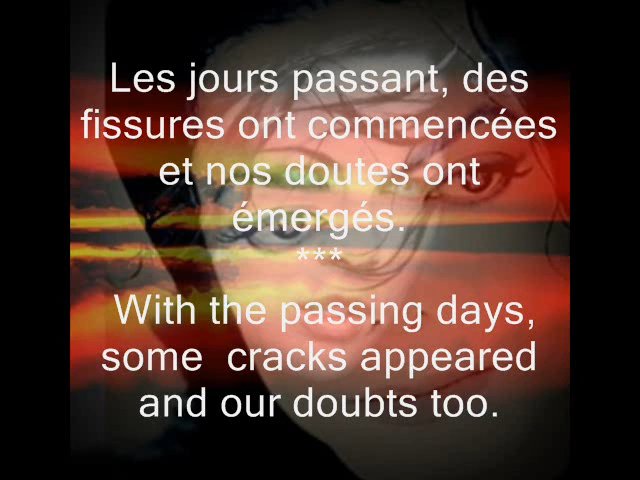 Les jours passant, des
fissures ont commencées
et nos doutes ont
émergés.
***
With the passing days,
some  cracks appeared
and our doubts too.